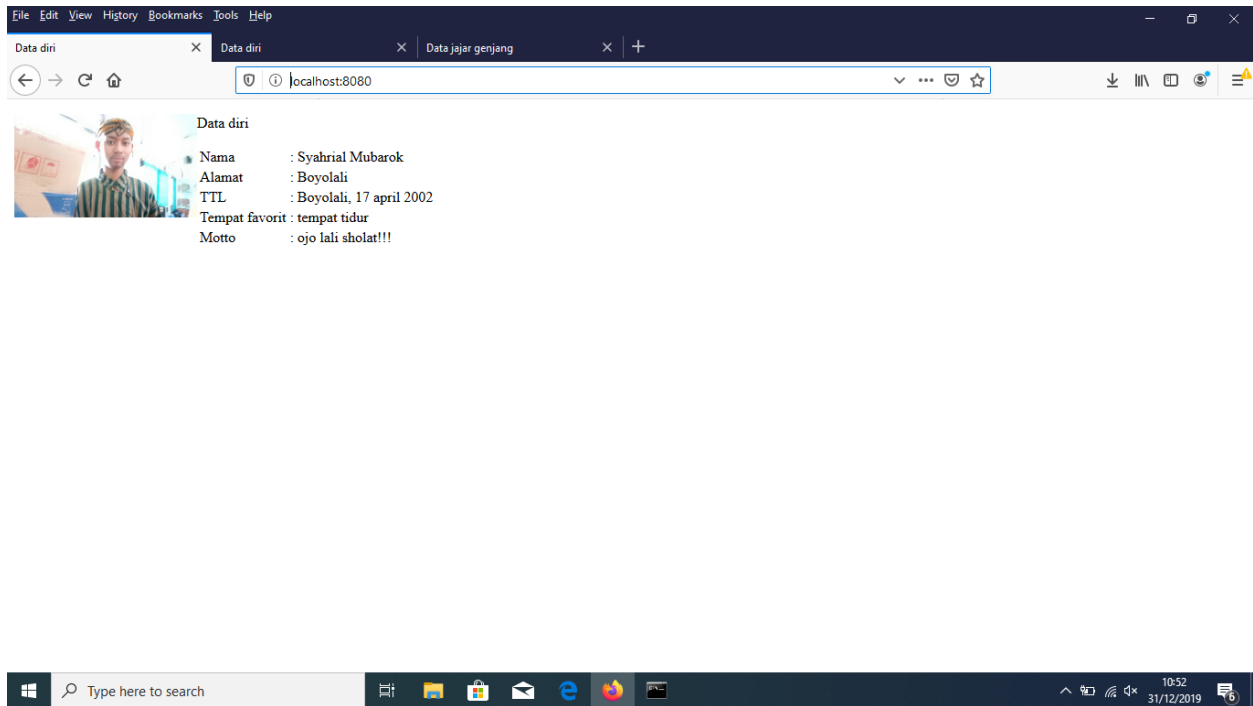 File Edit View History Bookmarks Tools Help
Data diri Data diri Data jajar genjang
localhost:8080
Data diri
Nama : Syahrial Mubarok
Alamat : Boyolali
TTL : Boyolali, 17 april 2002
Tempat favorit : tempat tidur
Motto : ojo lali sholat!!!
Type here to search
10:52
31/12/2019
6